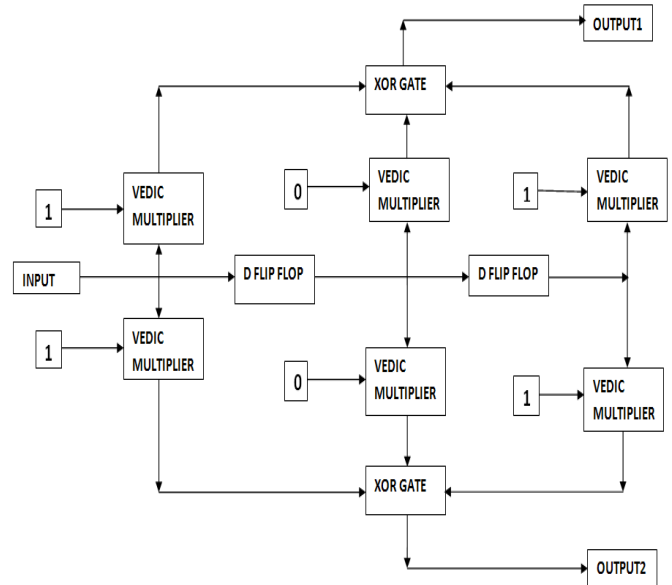 OUTPUT1
XOR GATE
VEDIC
MULTIPLIER
1
VEDIC
MULTIPLIER
0
VEDIC
MULTIPLIER
1
INPUT
D FLIP FLOP
D FLIP FLOP
VEDIC
MULTIPLIER
1
VEDIC
MULTIPLIER
0
VEDIC
MULTIPLIER
1
XOR GATE
OUTPUT2